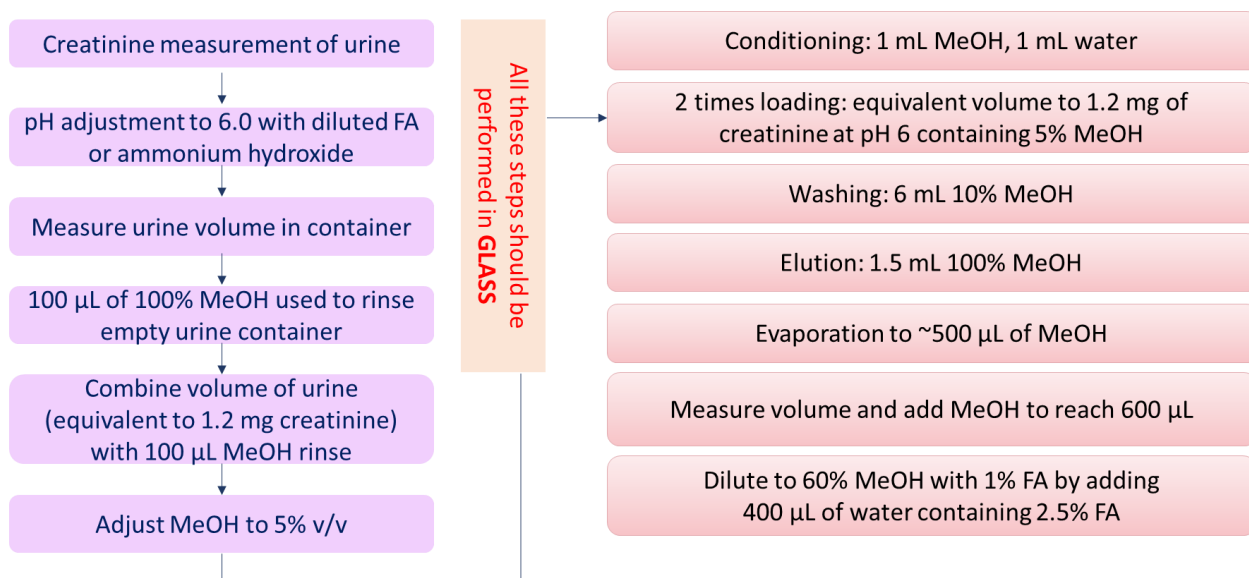 Creatinine measurement of urine
pH adjustment to 6.0 with diluted FA
or ammonium hydroxide
Measure urine volume in container
100 µL of 100% MeOH used to rinse
empty urine container
Combine volume of urine
(equivalent to 1.2 mg creatinine)
with 100 µL MeOH rinse
Adjust MeOH to 5% v/v
All these steps should be
performed in GLASS
Conditioning: 1 mL MeOH, 1 mL water
2 times loading: equivalent volume to 1.2 mg of
creatinine at pH 6 containing 5% MeOH
Washing: 6 mL 10% MeOH
Elution: 1.5 mL 100% MeOH
Evaporation to ~500 µL of MeOH
Measure volume and add MeOH to reach 600 µL
Dilute to 60% MeOH with 1% FA by adding
400 µL of water containing 2.5% FA